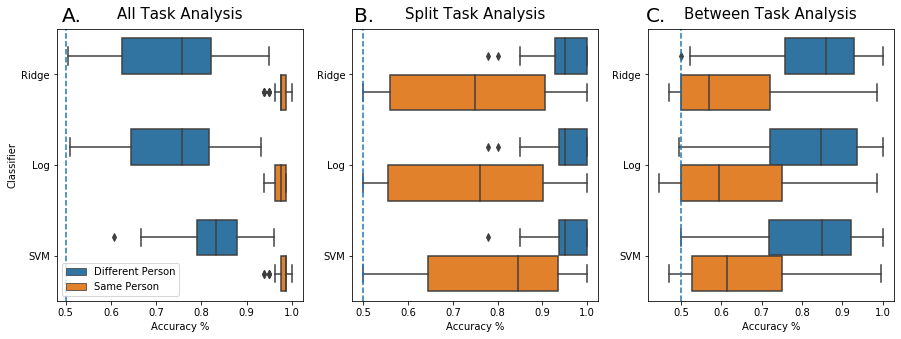 A. All Task Analysis
B. Split Task Analysis
C. Between Task Analysis
Classifier
Ridge
Log
SVM
Different Person
Same Person
0.5 0.6 0.7 0.8 0.9 1.0
Accuracy %
Ridge
Log
SVM
0.5 0.6 0.7 0.8 0.9 1.0
Accuracy %
Ridge
Log
SVM
0.5 0.6 0.7 0.8 0.9 1.0
Accuracy %